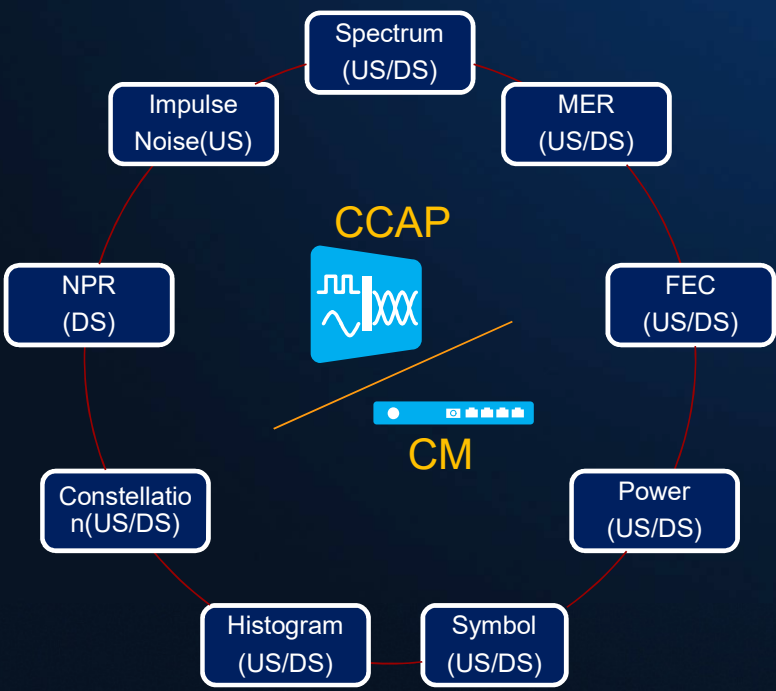 Spectrum
(US/DS)
Impulse
Noise(US)
MER
(US/DS)
CCAP
NPR
(DS)
FEC
(US/DS)
CM
Constellatio
n(US/DS)
Power
(US/DS)
Histogram
(US/DS)
Symbol
(US/DS)